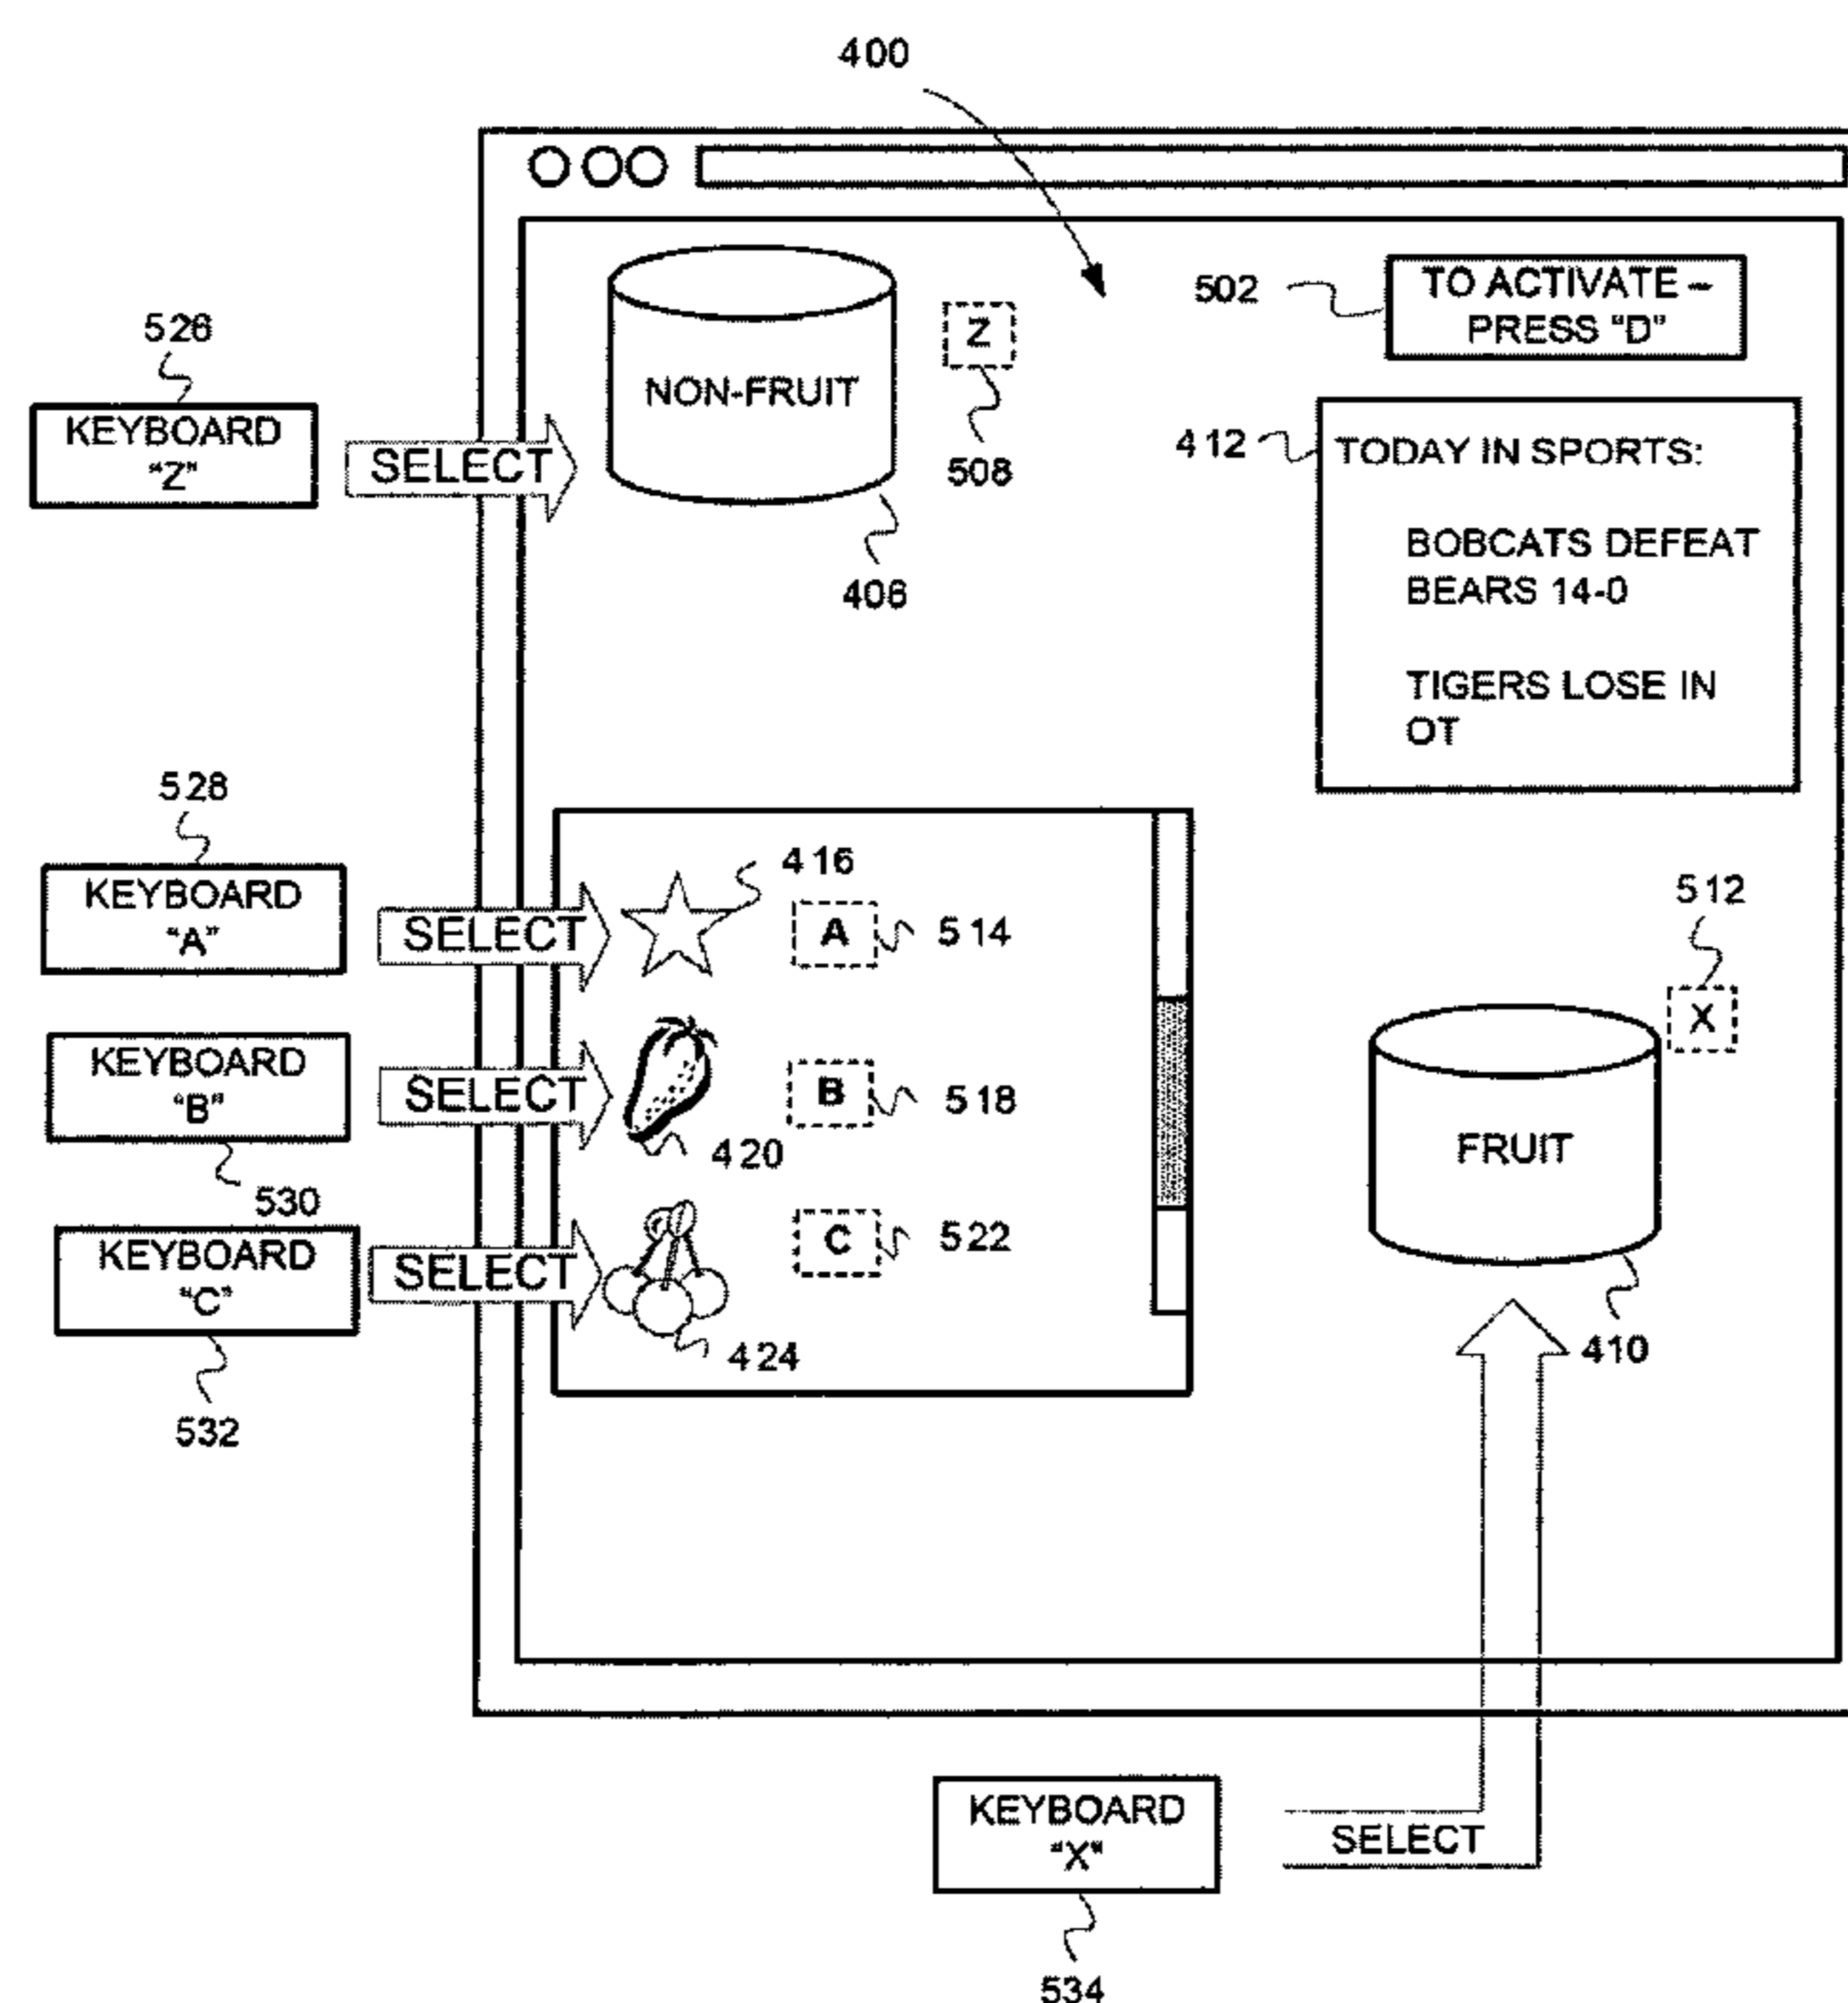 400
TO ACTIVATE –
PRESS "D"
502
Z
508
NON-FRUIT
406
526
KEYBOARD
"Z"
SELECT
412
TODAY IN SPORTS:
BOBCATS DEFEAT
BEARS 14-0
TIGERS LOSE IN
OT
528
KEYBOARD
"A"
SELECT
416
A
514
KEYBOARD
"B"
530
SELECT
420
B
518
KEYBOARD
"C"
532
SELECT
424
C
522
512
X
FRUIT
410
KEYBOARD
"X"
534
SELECT